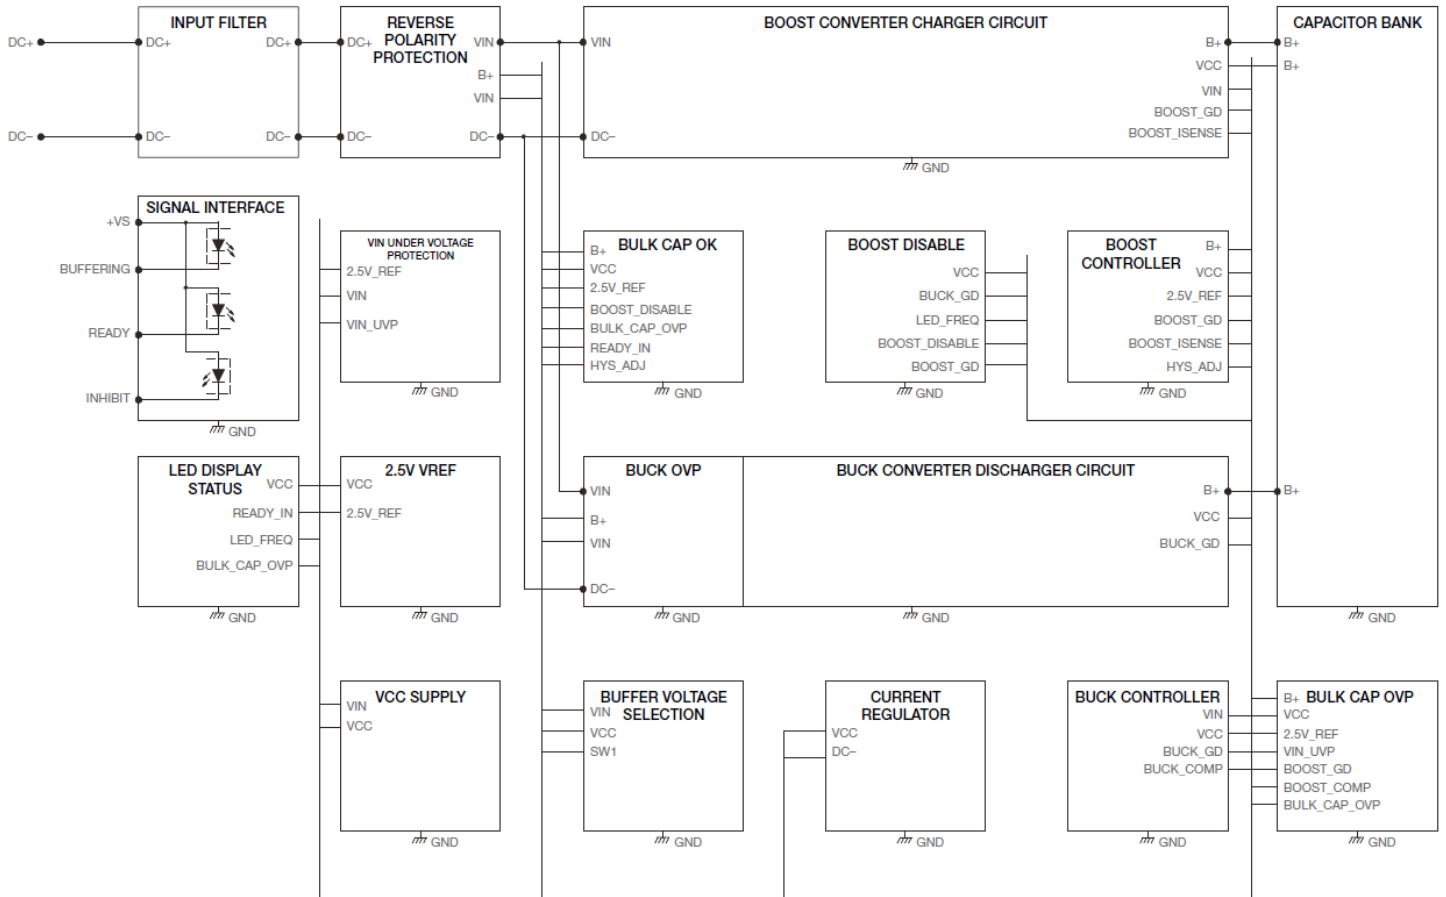 INPUT FILTER
DC+
DC+
DC+
DC−
DC−
DC−
REVERSE
POLARITY
PROTECTION
DC+
VIN
B+
VIN
DC−
DC−
BOOST CONVERTER CHARGER CIRCUIT
VIN
DC−
B+
VCC
VIN
BOOST_GD
BOOST_ISENSE
GND
CAPACITOR BANK
B+
B+
B+
GND
SIGNAL INTERFACE
+VS
BUFFERING
READY
INHIBIT
GND
VIN UNDER VOLTAGE
PROTECTION
2.5V_REF
VIN
VIN_UVP
GND
BULK CAP OK
B+
VCC
2.5V_REF
BOOST_DISABLE
BULK_CAP_OVP
READY_IN
HYS_ADJ
GND
BOOST DISABLE
VCC
BUCK_GD
LED_FREQ
BOOST_DISABLE
BOOST_GD
GND
BOOST
CONTROLLER
B+
VCC
2.5V_REF
BOOST_GD
BOOST_ISENSE
HYS_ADJ
GND
LED DISPLAY
STATUS
VCC
READY_IN
LED_FREQ
BULK_CAP_OVP
GND
2.5V VREF
VCC
2.5V_REF
GND
BUCK OVP
VIN
B+
VIN
DC−
GND
BUCK CONVERTER DISCHARGER CIRCUIT
B+
VCC
BUCK_GD
GND
VCC SUPPLY
VIN
VCC
GND
BUFFER VOLTAGE
SELECTION
VIN
VCC
SW1
GND
CURRENT
REGULATOR
VCC
DC−
GND
BUCK CONTROLLER
VIN
VCC
BUCK_GD
BUCK_COMP
GND
BULK CAP OVP
B+
VCC
2.5V_REF
VIN_UVP
BOOST_GD
BOOST_COMP
BULK_CAP_OVP
GND